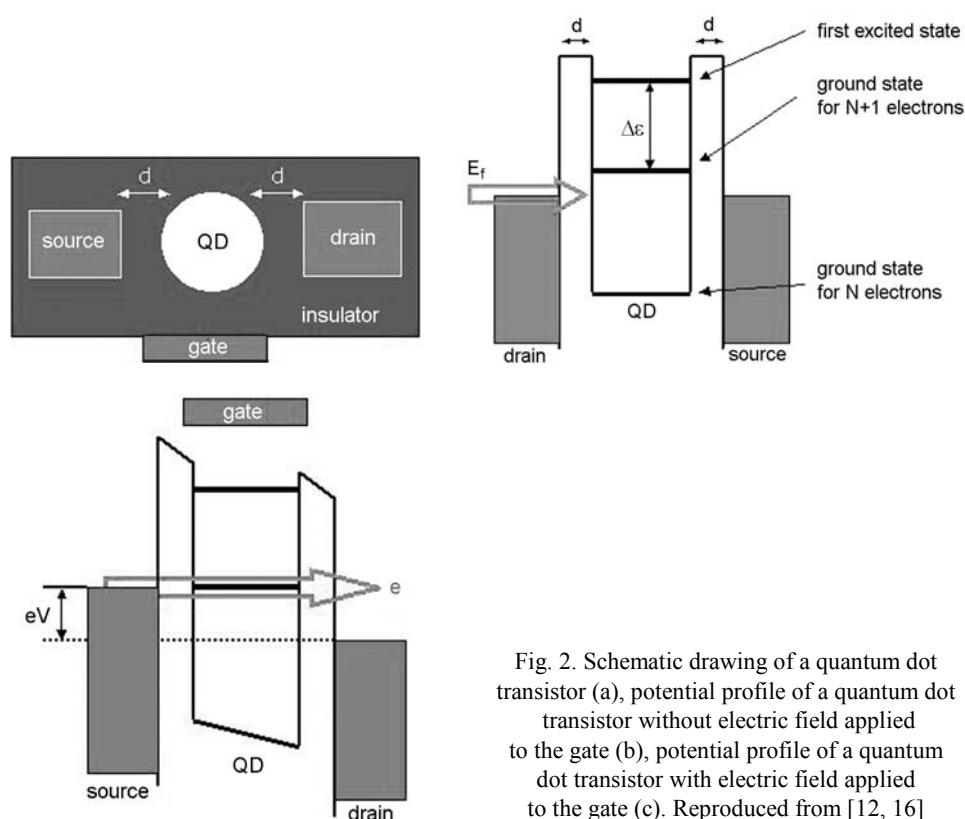 d
d
source
QD
drain
insulator
gate
d
d
first excited state
ground state
for N+1 electrons
Δε
E_f
ground state
for N electrons
QD
drain
source
gate
e
eV
QD
source
drain
Fig. 2. Schematic drawing of a quantum dot
transistor (a), potential profile of a quantum dot
transistor without electric field applied
to the gate (b), potential profile of a quantum
dot transistor with electric field applied
to the gate (c). Reproduced from [12, 16]